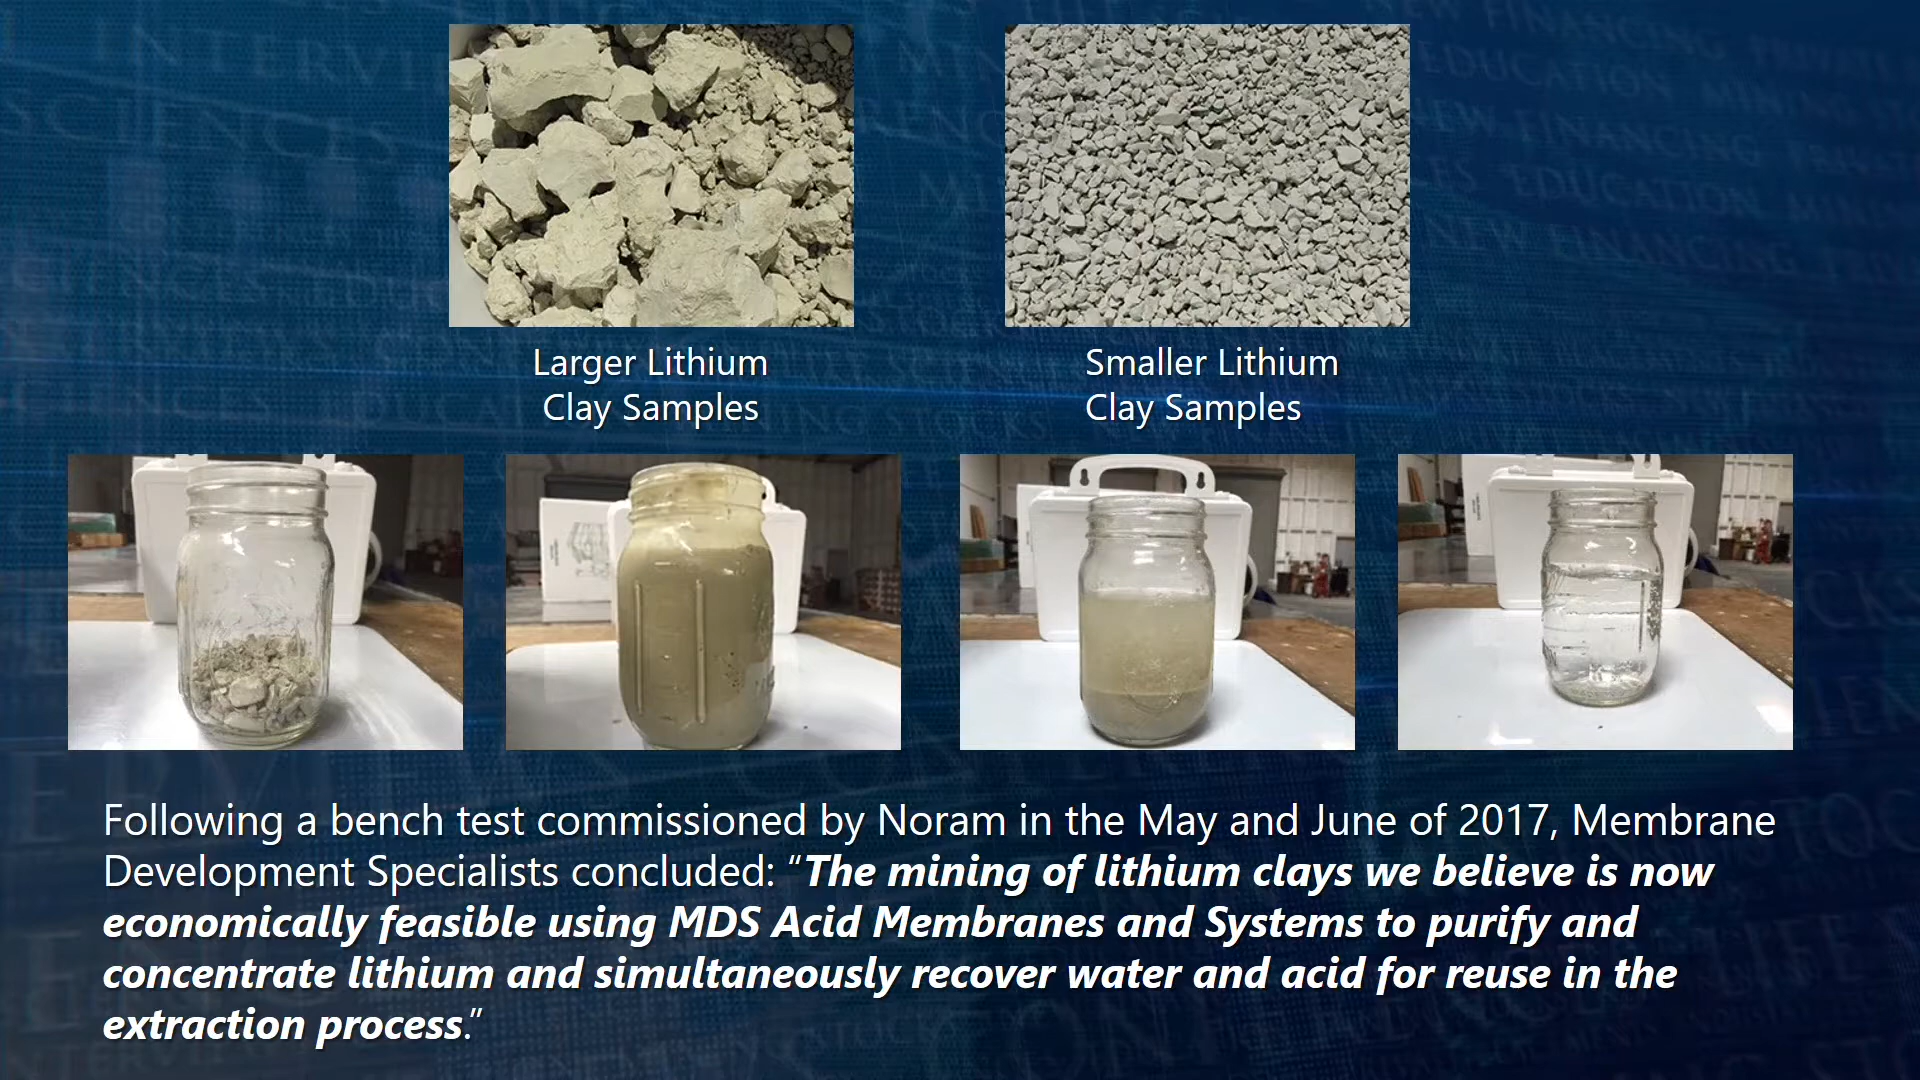 Larger Lithium
Clay Samples
Smaller Lithium
Clay Samples
Following a bench test commissioned by Noram in the May and June of 2017, Membrane
Development Specialists concluded: “The mining of lithium clays we believe is now
economically feasible using MDS Acid Membranes and Systems to purify and
concentrate lithium and simultaneously recover water and acid for reuse in the
extraction process.”